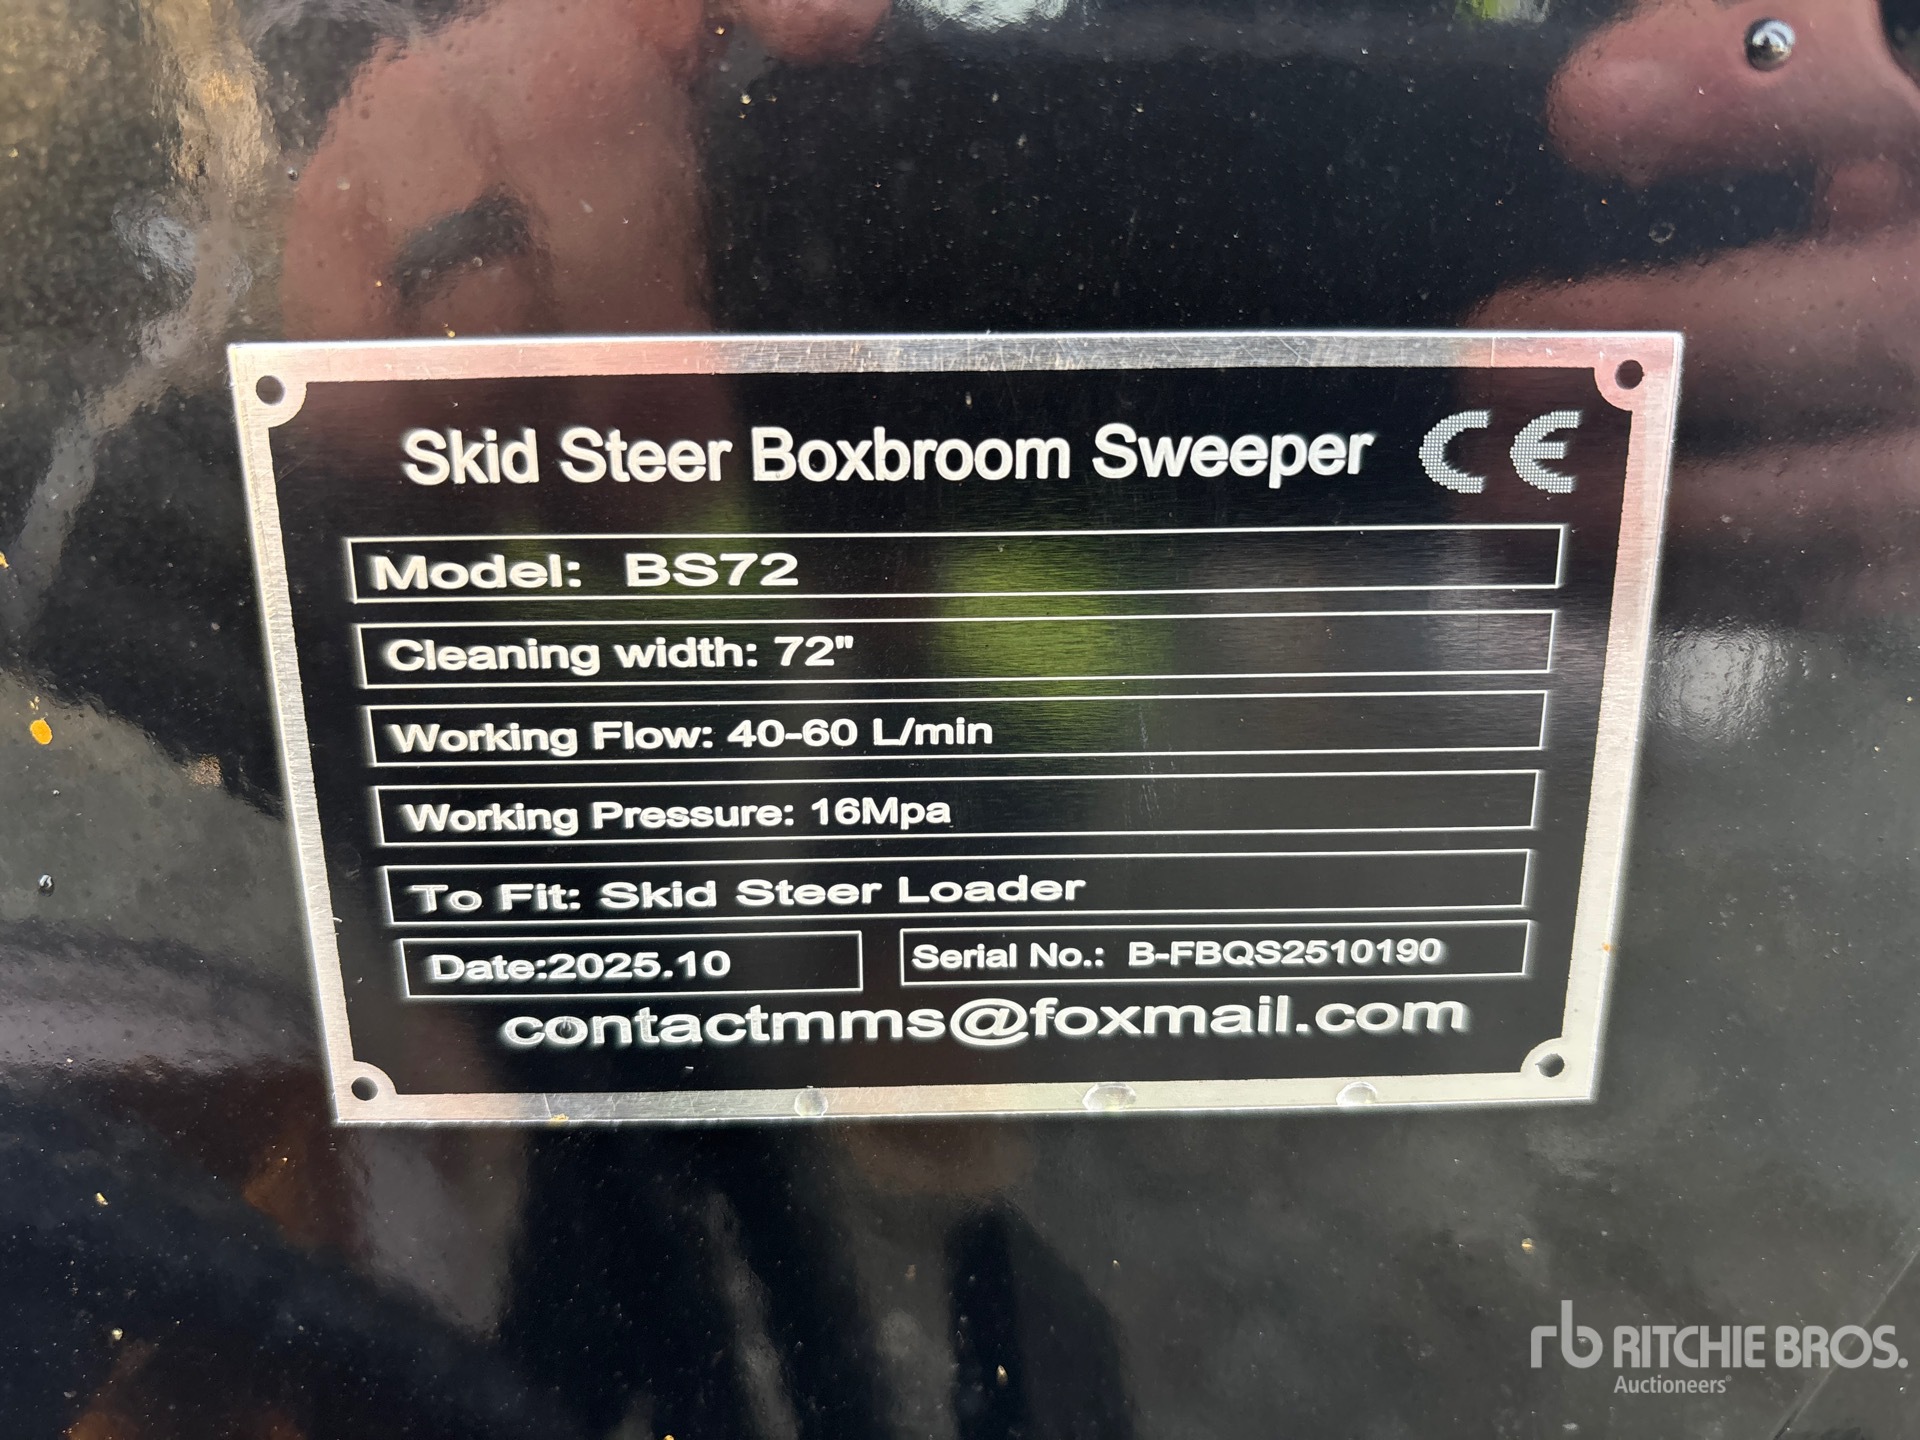 Skid Steer Boxbroom Sweeper CE
Model: BS72
Cleaning width: 72"
Working Flow: 40-60 L/min
Working Pressure: 16Mpa
To Fit: Skid Steer Loader
Date:2025.10 Serial No.: B-FBQS2510190
contactmms@foxmail.com
rb RITCHIE BROS.
Auctioneers